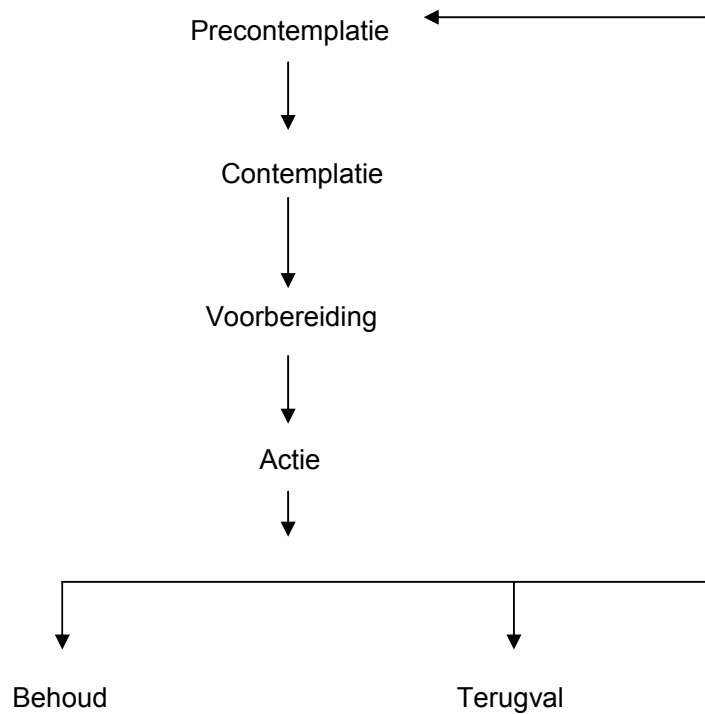 Precontemplatie
Contemplatie
Voorbereiding
Actie
Behoud Terugval